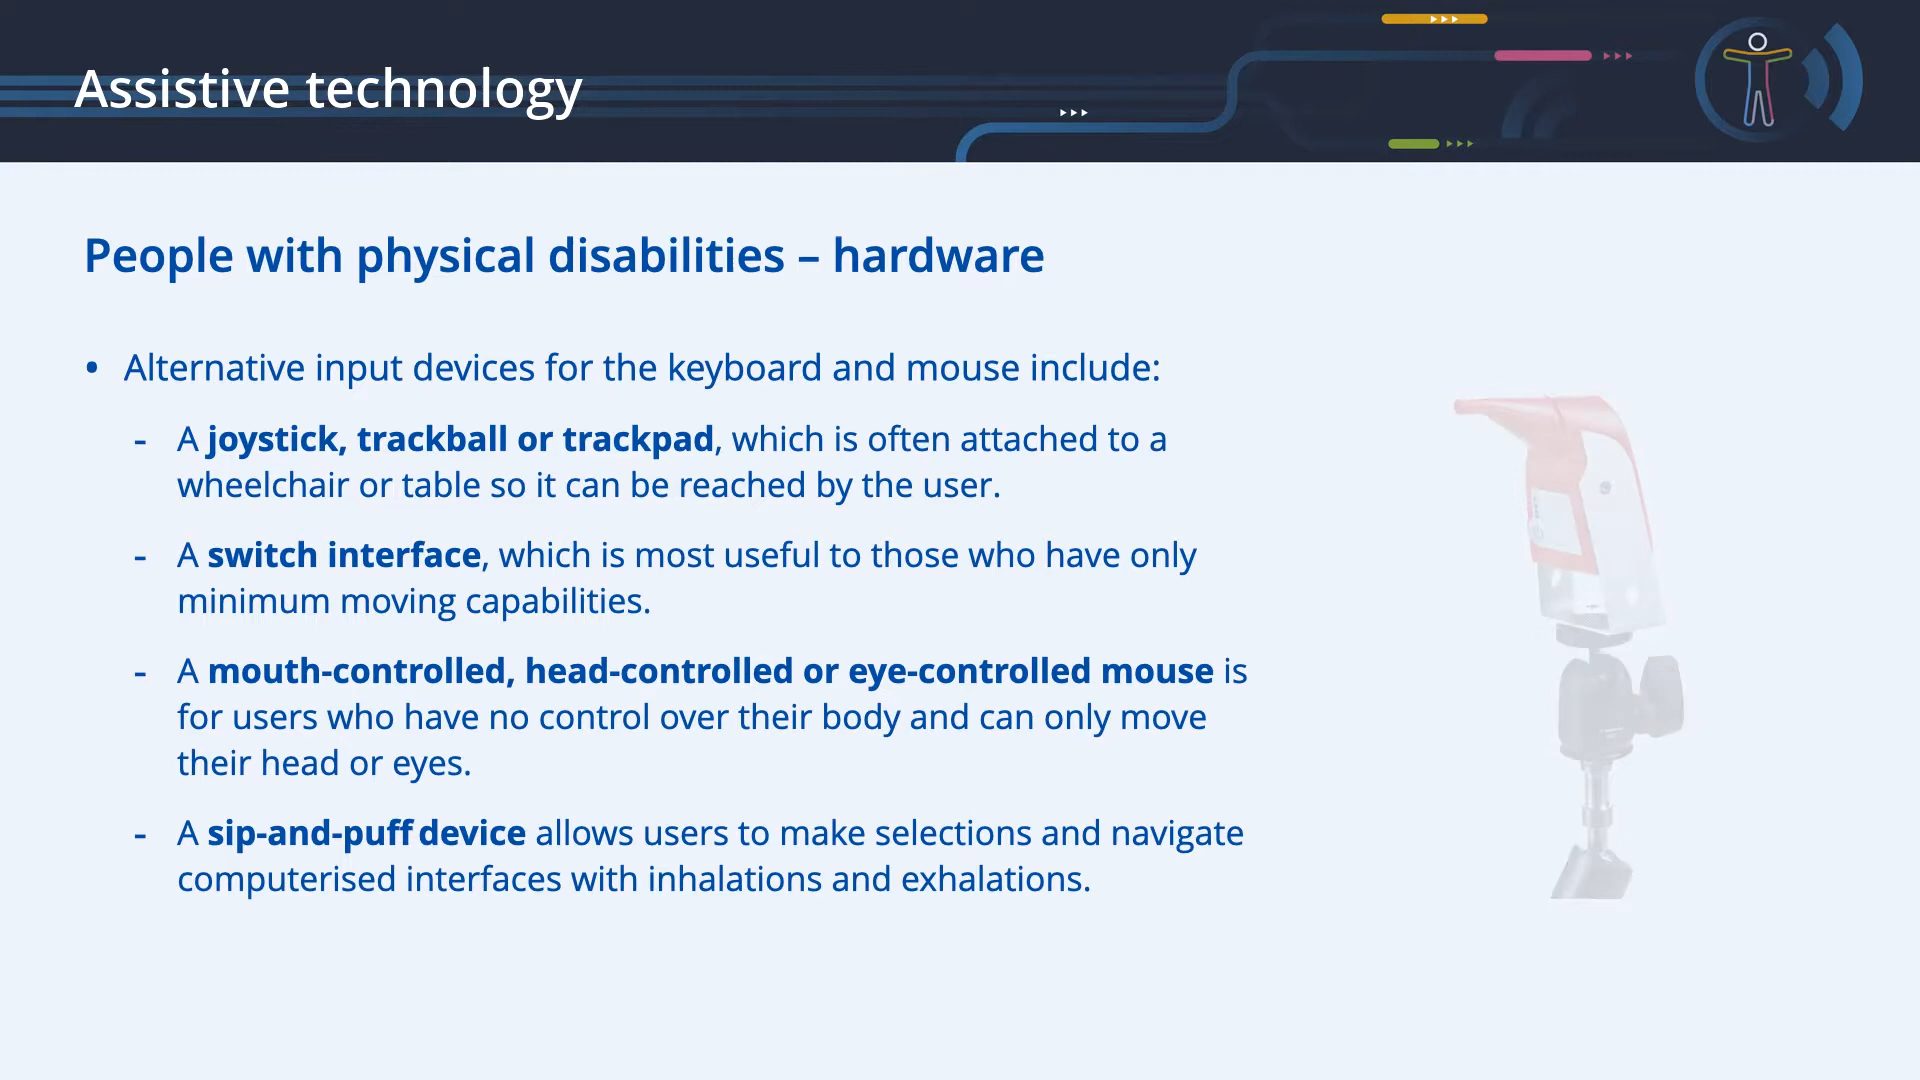 Assistive technology
People with physical disabilities – hardware
• Alternative input devices for the keyboard and mouse include:
- A joystick, trackball or trackpad, which is often attached to a
wheelchair or table so it can be reached by the user.
- A switch interface, which is most useful to those who have only
minimum moving capabilities.
- A mouth-controlled, head-controlled or eye-controlled mouse is
for users who have no control over their body and can only move
their head or eyes.
- A sip-and-puff device allows users to make selections and navigate
computerised interfaces with inhalations and exhalations.